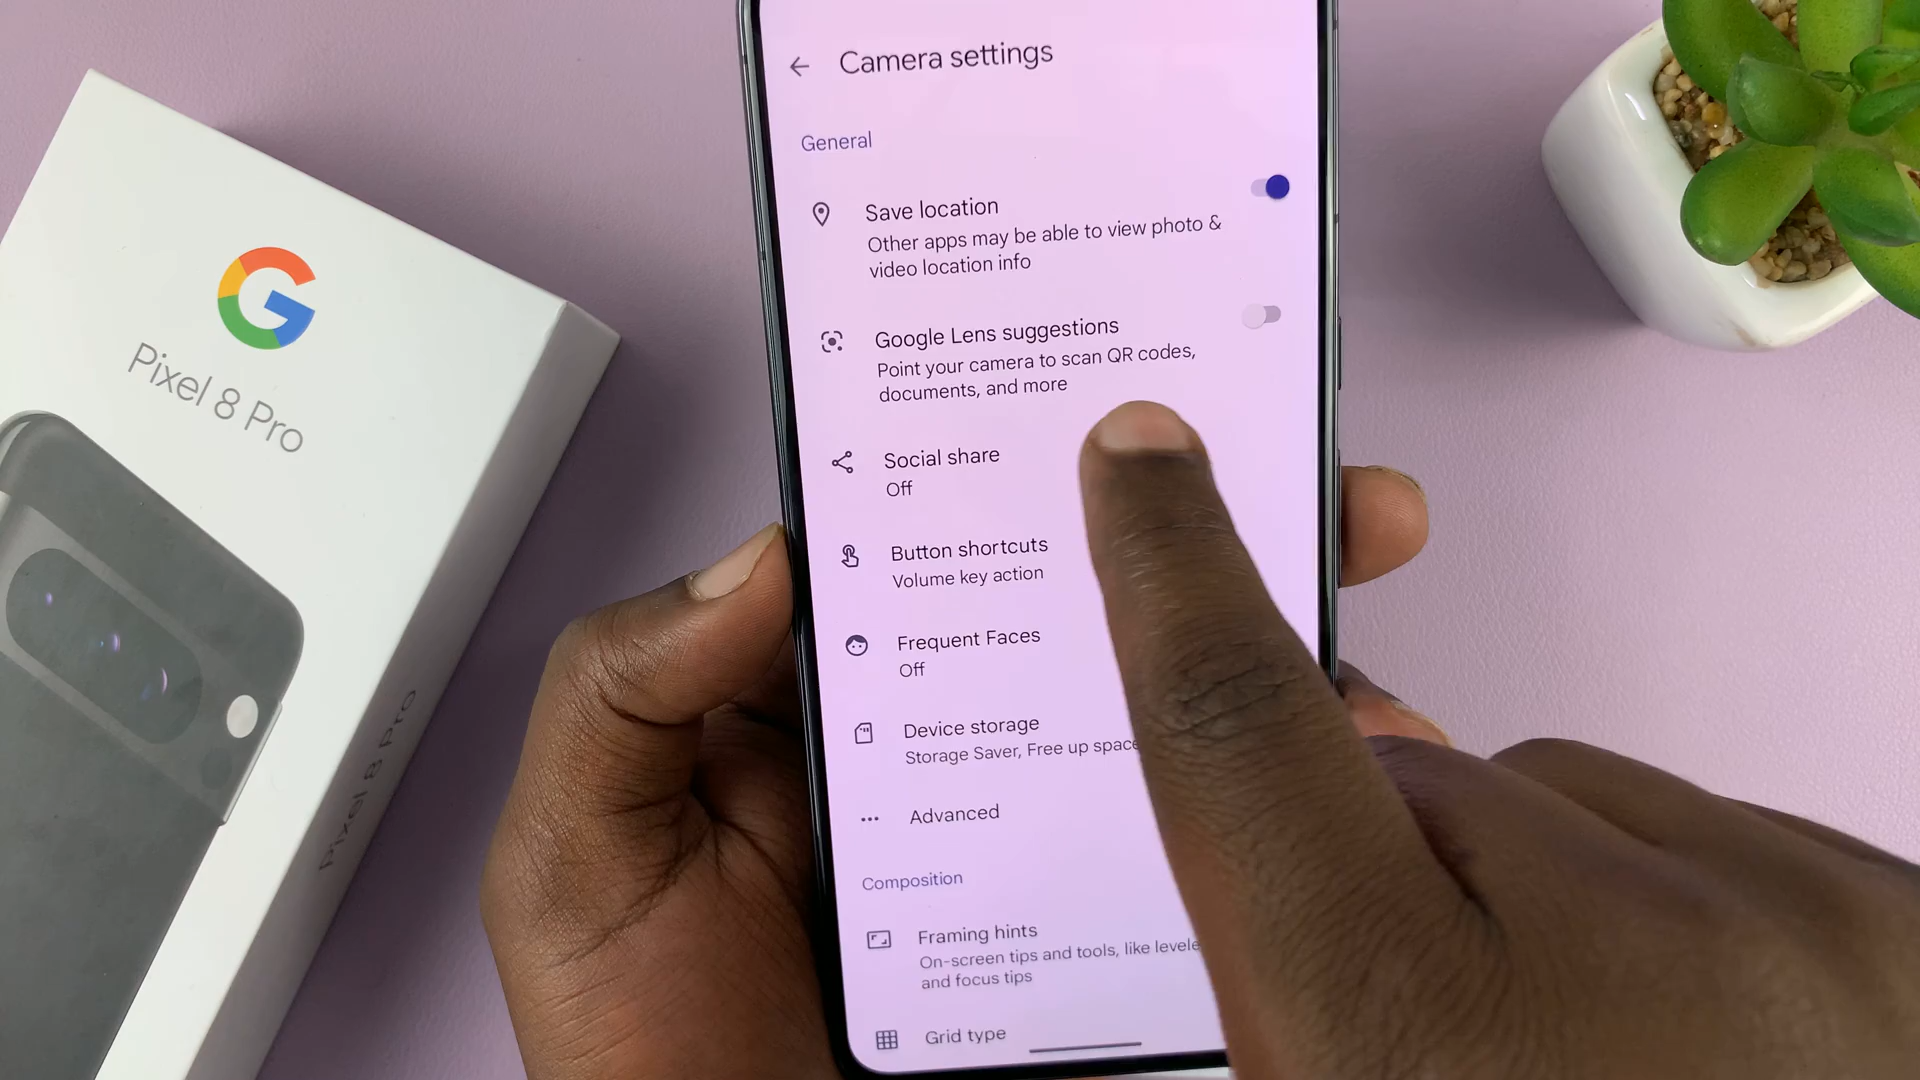 Camera settings
General
Save location
Other apps may be able to view photo &
video location info
Google Lens suggestions
Point your camera to scan QR codes,
documents, and more
Social share
Off
Button shortcuts
Volume key action
Frequent Faces
Off
Device storage
Storage Saver, Free up space
Advanced
Composition
Framing hints
On-screen tips and tools, like
and focus tips
Grid type
G
Pixel 8 Pro
Pixel 8 Pro